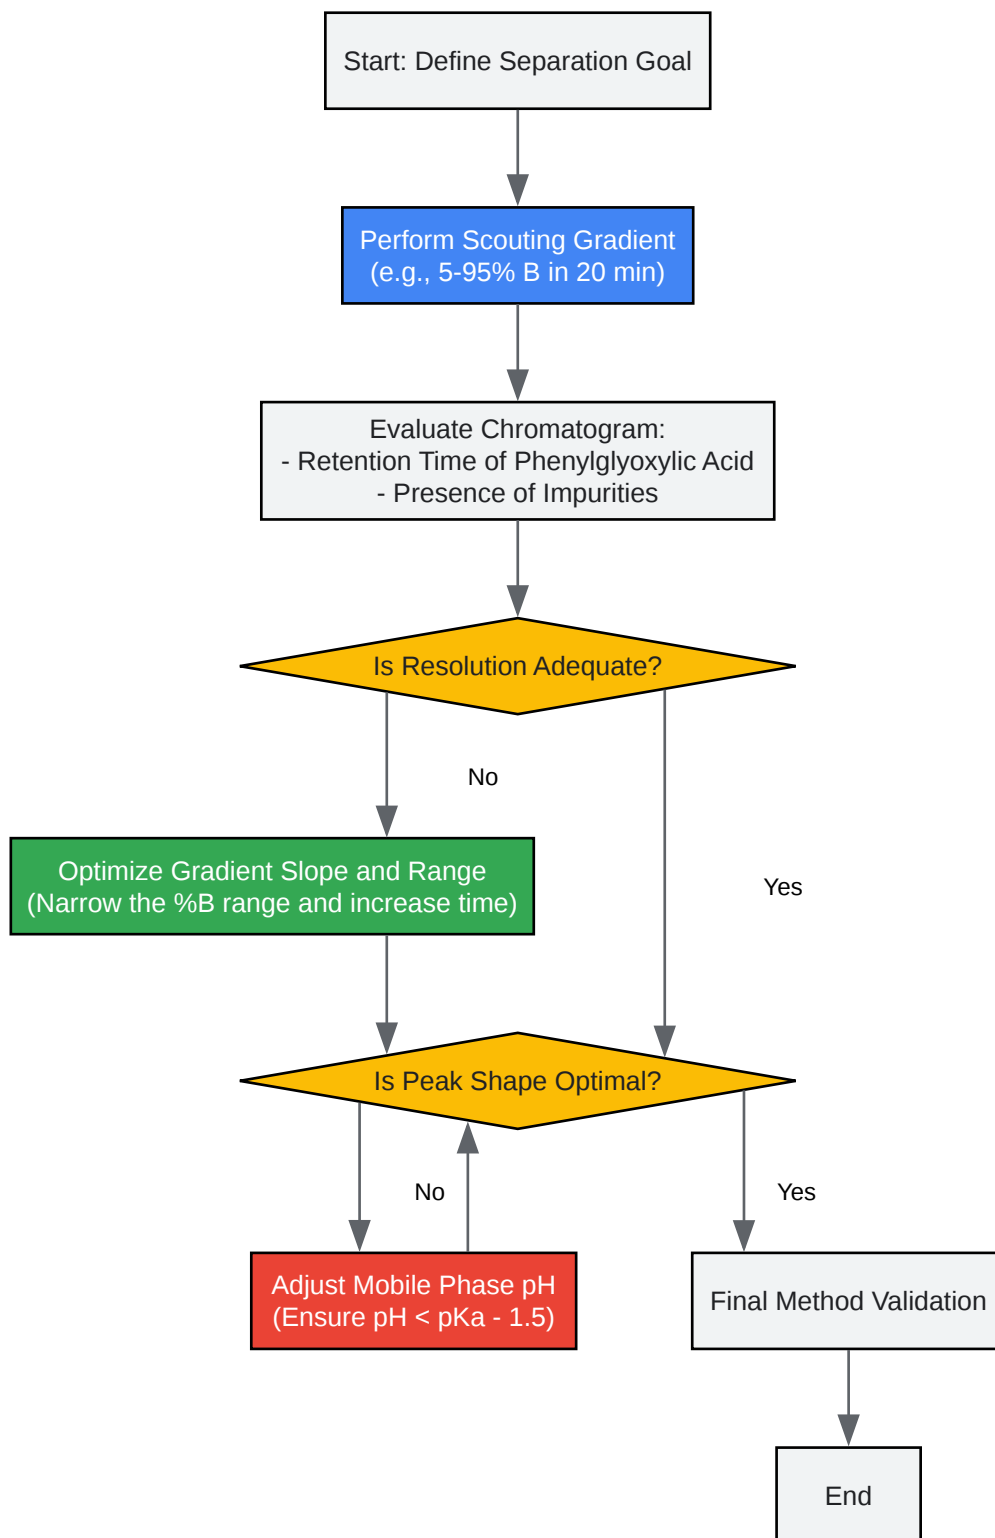 Start: Define Separation Goal
Perform Scouting Gradient
(e.g., 5-95% B in 20 min)
Evaluate Chromatogram:
- Retention Time of Phenylglyoxylic Acid
- Presence of Impurities
Is Resolution Adequate?
No
Optimize Gradient Slope and Range
(Narrow the %B range and increase time)
Yes
Is Peak Shape Optimal?
No
Yes
Adjust Mobile Phase pH
(Ensure pH < pKa - 1.5)
Final Method Validation
End